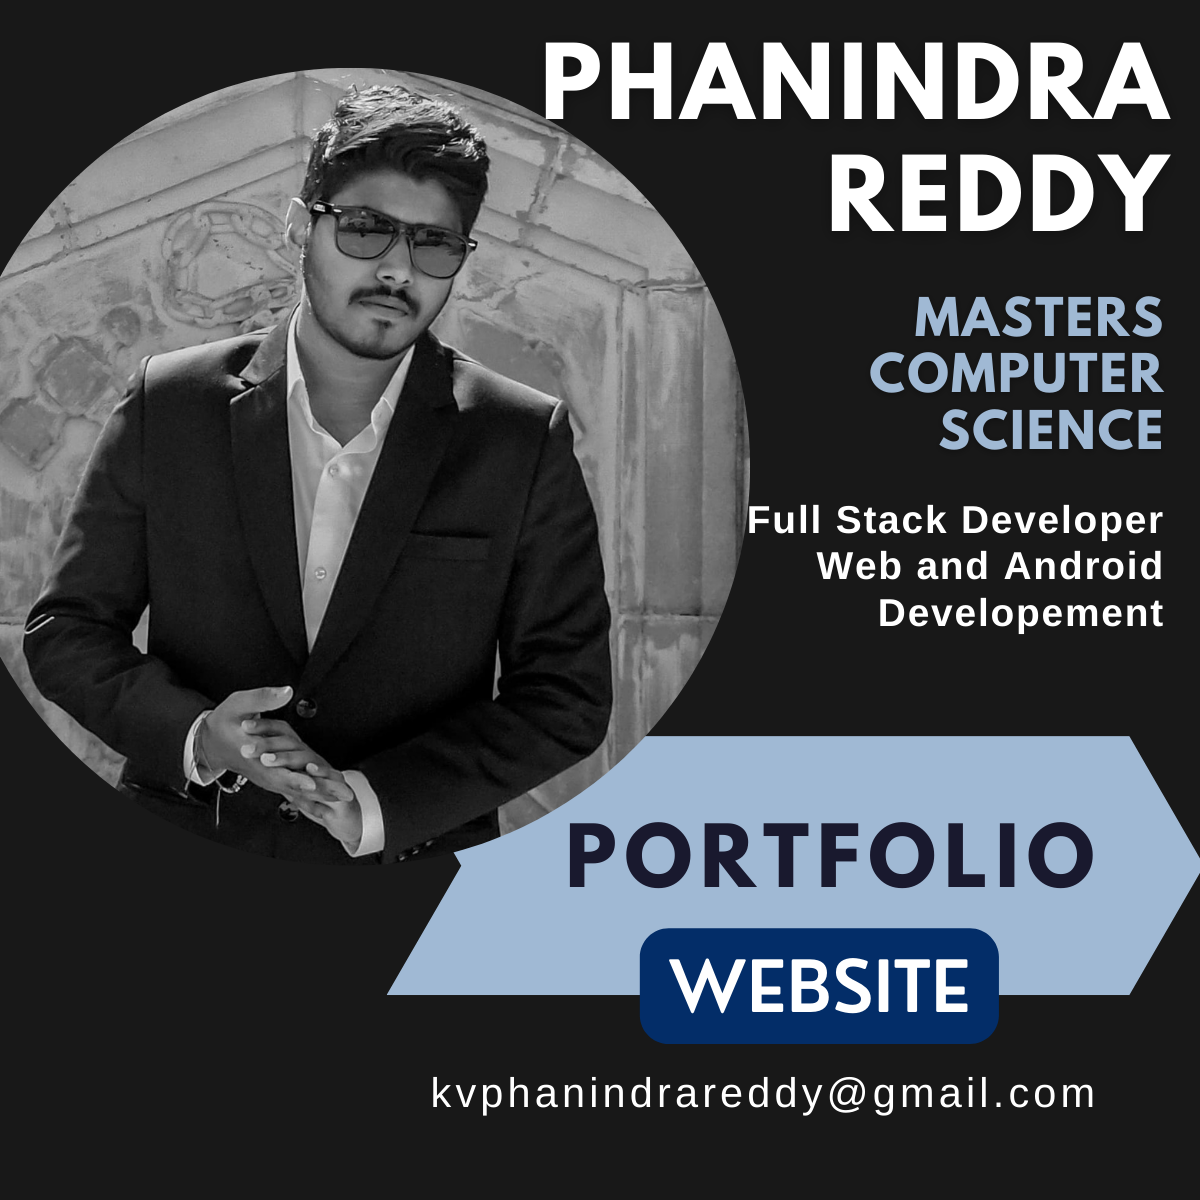 PHANINDRA
REDDY
MASTERS
COMPUTER
SCIENCE
Full Stack Developer
Web and Android
Developement
PORTFOLIO
WEBSITE
kvphanindrareddy@gmail.com